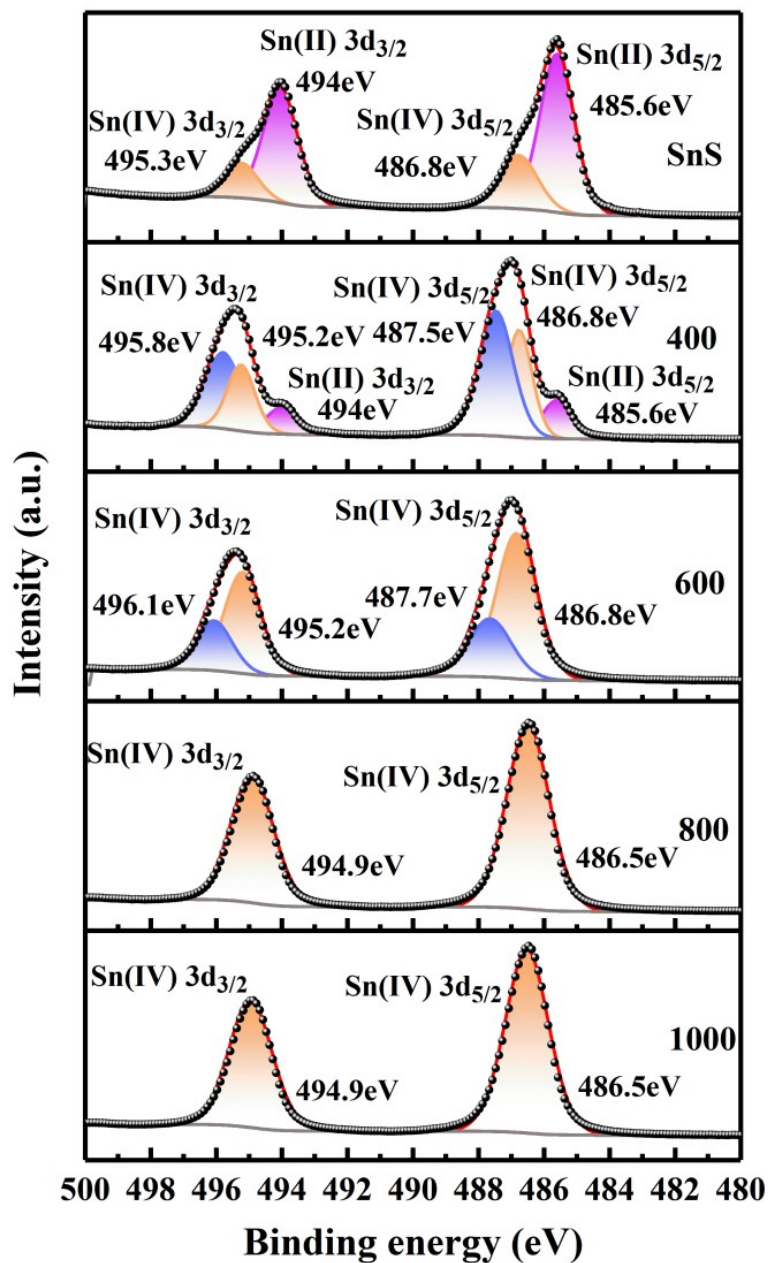 Intensity (a.u.)
Sn(II) 3d3/2
494eV
Sn(IV) 3d3/2
495.3eV
Sn(IV) 3d5/2
486.8eV
Sn(II) 3d5/2
485.6eV
SnS
Sn(IV) 3d3/2
495.8eV
495.2eV
Sn(II) 3d3/2
494eV
Sn(IV) 3d5/2
487.5eV
Sn(IV) 3d5/2
486.8eV
400
Sn(II) 3d5/2
485.6eV
Sn(IV) 3d3/2
496.1eV
495.2eV
Sn(IV) 3d5/2
487.7eV
486.8eV
600
Sn(IV) 3d3/2
494.9eV
Sn(IV) 3d5/2
486.5eV
800
Sn(IV) 3d3/2
494.9eV
Sn(IV) 3d5/2
486.5eV
1000
500 498 496 494 492 490 488 486 484 482 480
Binding energy (eV)